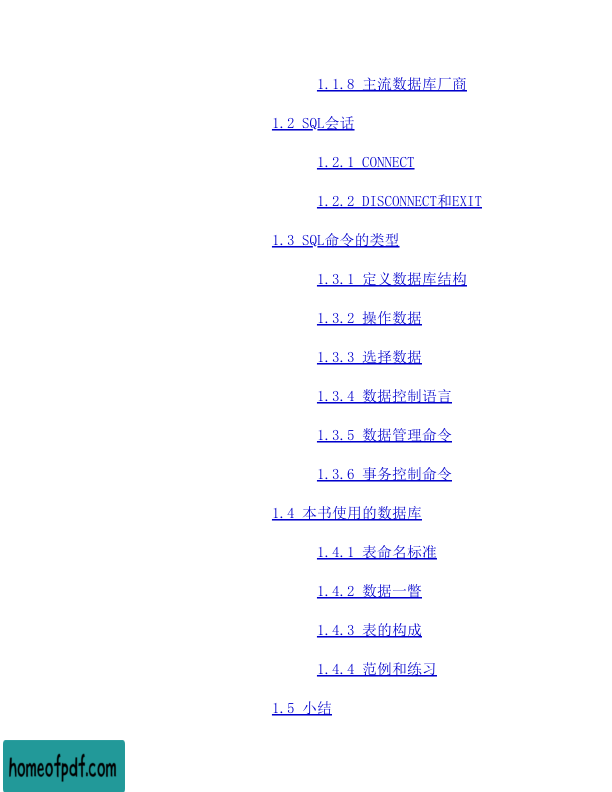 1.1.8 主流数据库厂商
1.2 SQL会话
1.2.1 CONNECT
1.2.2 DISCONNECT和EXIT
1.3 SQL命令的类型
1.3.1 定义数据库结构
1.3.2 操作数据
1.3.3 选择数据
1.3.4 数据控制语言
1.3.5 数据管理命令
1.3.6 事务控制命令
1.4 本书使用的数据库
1.4.1 表命名标准
1.4.2 数据一瞥
1.4.3 表的构成
1.4.4 范例和练习
1.5 小结
homeofpdf.com